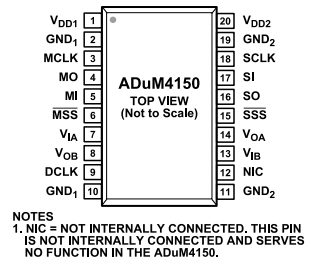 VDD1 1 20 VDD2
GND1 2 19 GND2
MCLK 3 18 SCLK
MO 4 17 SI
MI 5 16 SO
MSS 6 15 SSS
VIA 7 14 VOA
VOB 8 13 VIB
DCLK 9 12 NIC
GND1 10 11 GND2
ADuM4150
TOP VIEW
(Not to Scale)
NOTES
1. NIC = NOT INTERNALLY CONNECTED. THIS PIN
IS NOT INTERNALLY CONNECTED AND SERVES
NO FUNCTION IN THE ADuM4150.